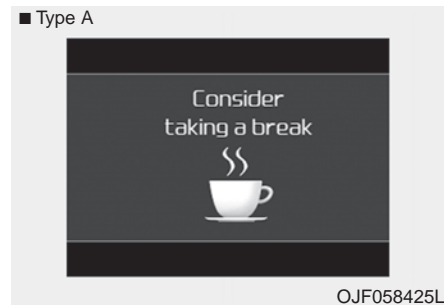 ■ Type A
Consider
taking a break
OJF058425L